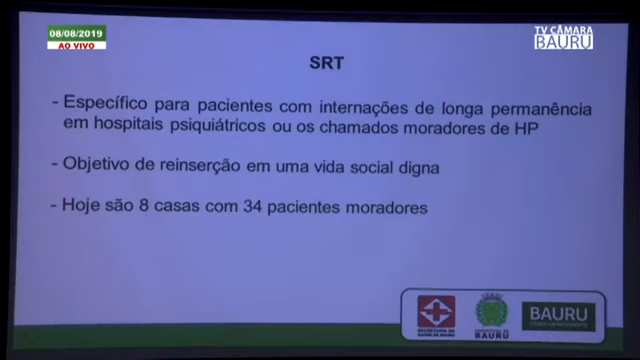 08/08/2019
AO VIVO
TV CÂMARA
BAURU
SRT
- Específico para pacientes com internações de longa permanência
em hospitais psiquiátricos ou os chamados moradores de HP
- Objetivo de reinserção em uma vida social digna
- Hoje são 8 casas com 34 pacientes moradores
BAURU
BAURU